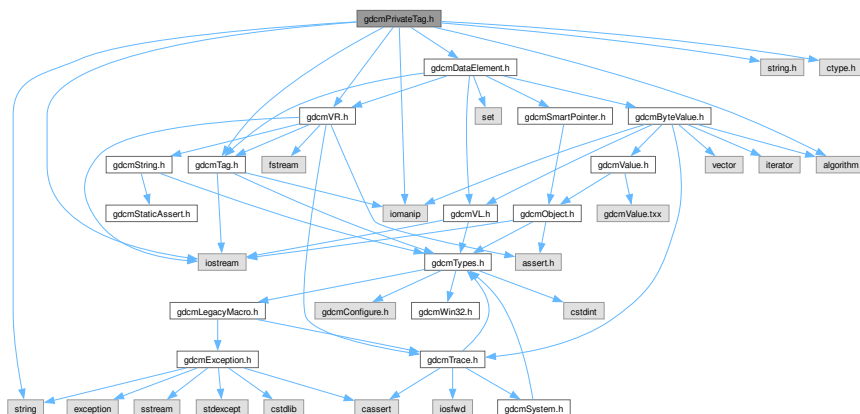 gdcmPrivateTag.h
string.h
ctype.h
gdcmDataElement.h
gdcmVR.h
set
gdcmSmartPointer.h
gdcmByteValue.h
gdcmString.h
gdcmTag.h
fstream
gdcmValue.h
vector
iterator
algorithm
gdcmStaticAssert.h
iomanip
gdcmVL.h
gdcmObject.h
gdcmValue.txx
iostream
gdcmTypes.h
assert.h
gdcmLegacyMacro.h
gdcmConfigure.h
gdcmWin32.h
cstdint
gdcmException.h
gdcmTrace.h
string
exception
sstream
stdexcept
cstdlib
cassert
iosfwd
gdcmSystem.h